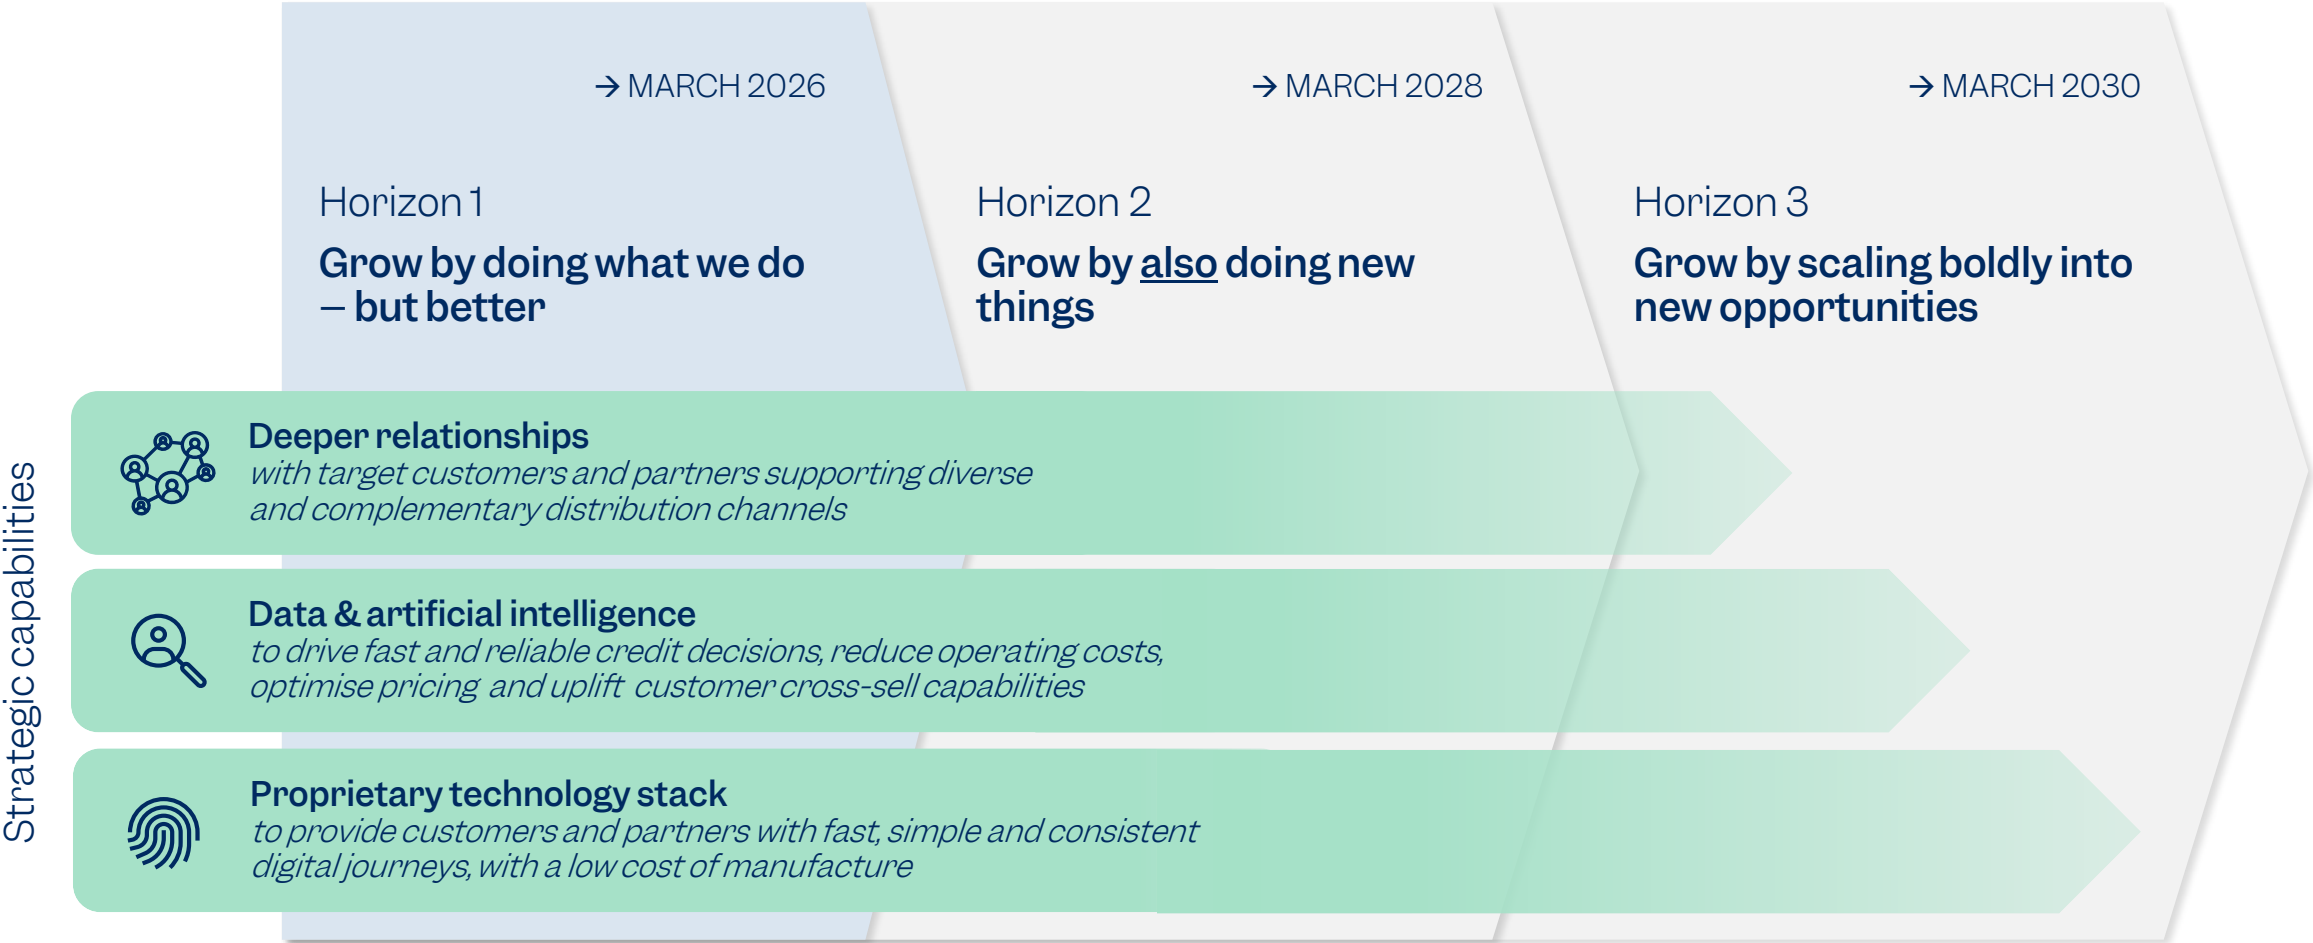 → MARCH 2026
Horizon 1
Grow by doing what we do
– but better
→ MARCH 2028
Horizon 2
Grow by also doing new
things
→ MARCH 2030
Horizon 3
Grow by scaling boldly into
new opportunities
Strategic capabilities
Deeper relationships
with target customers and partners supporting diverse
and complementary distribution channels
Data & artificial intelligence
to drive fast and reliable credit decisions, reduce operating costs,
optimise pricing and uplift customer cross-sell capabilities
Proprietary technology stack
to provide customers and partners with fast, simple and consistent
digital journeys, with a low cost of manufacture